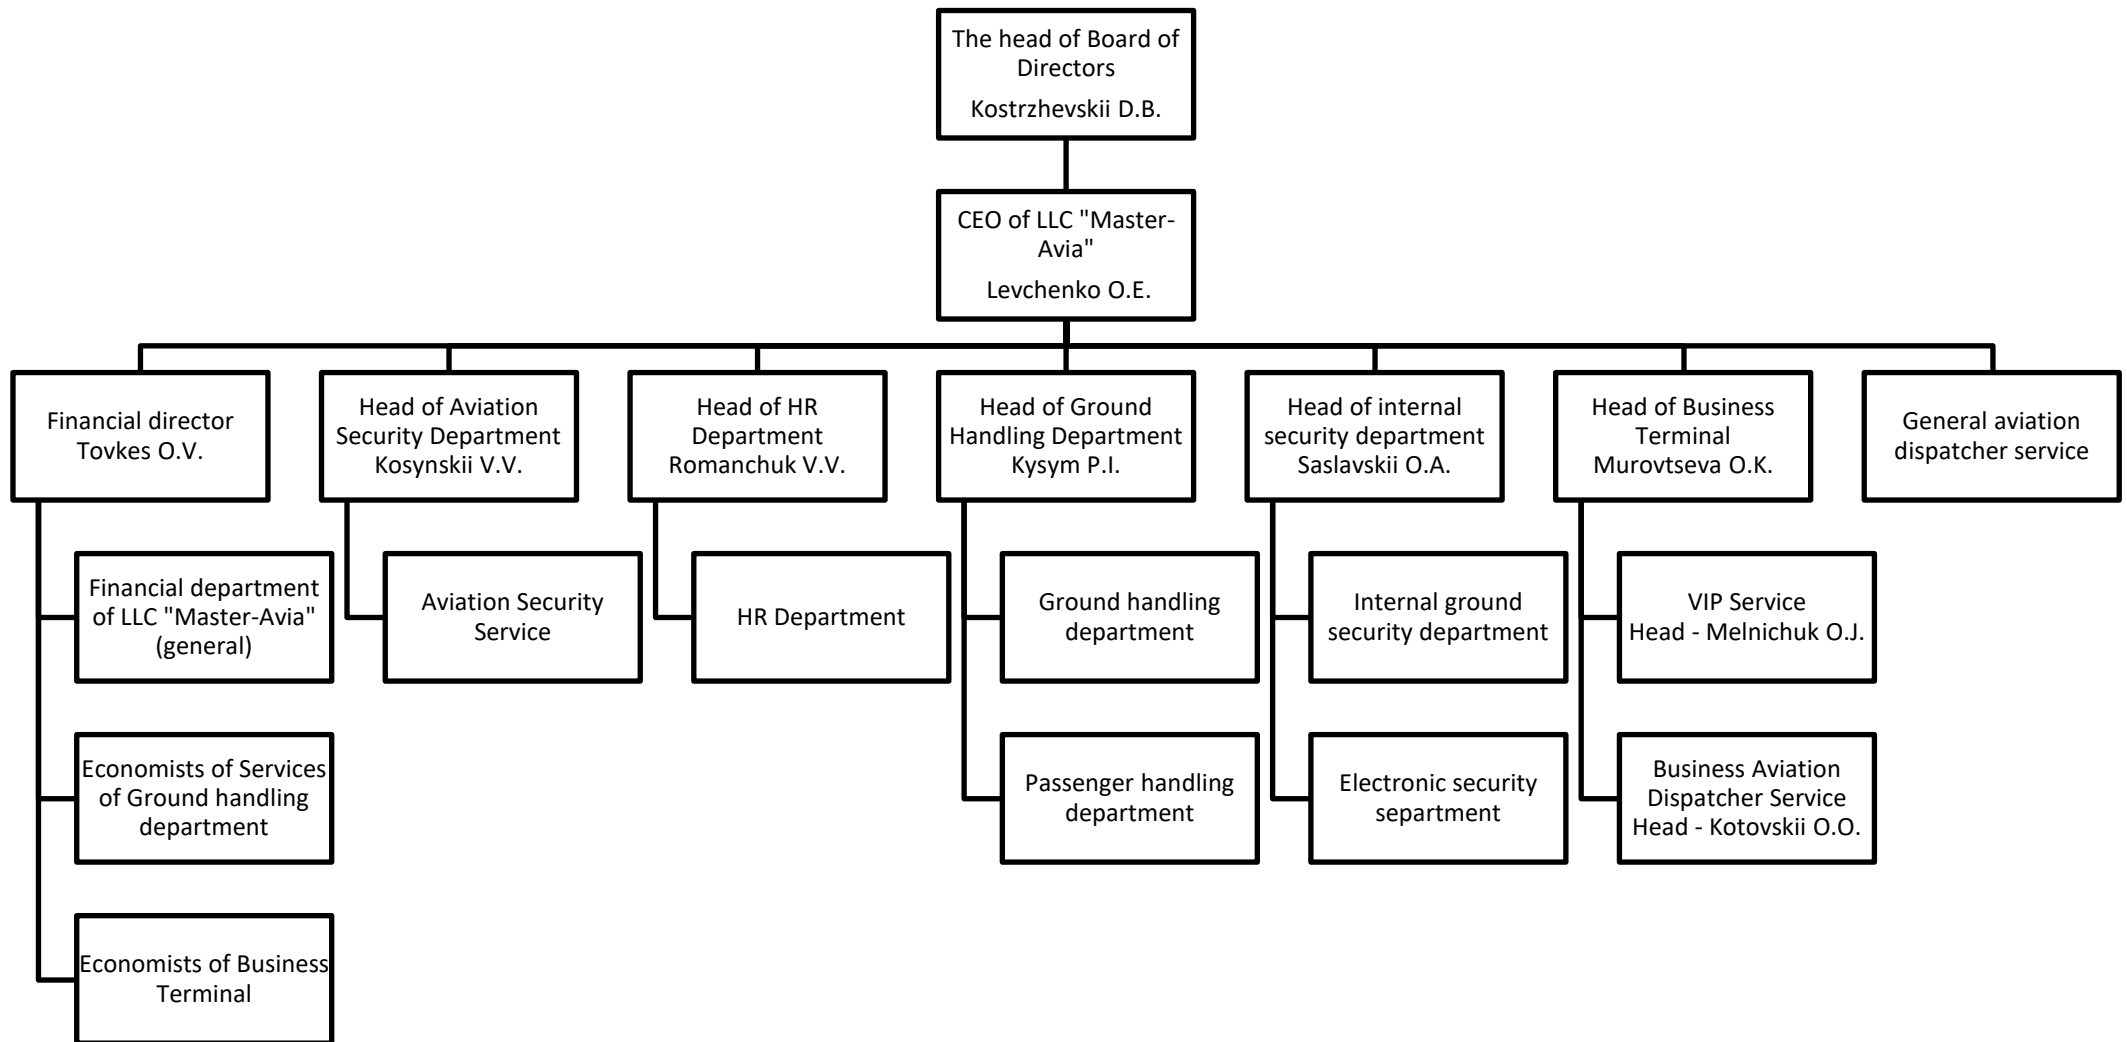 The head of Board of
Directors
Kostrzhevskii D.B.
CEO of LLC "Master-
Avia"
Levchenko O.E.
Financial director
Tovkes O.V.
Head of Aviation
Security Department
Kosynskii V.V.
Head of HR
Department
Romanchuk V.V.
Head of Ground
Handling Department
Kysym P.I.
Head of internal
security department
Saslavskii O.A.
Head of Business
Terminal
Murovtseva O.K.
General aviation
dispatcher service
Financial department
of LLC "Master-Avia"
(general)
Aviation Security
Service
HR Department
Ground handling
department
Internal ground
security department
VIP Service
Head - Melnichuk O.J.
Economists of Services
of Ground handling
department
Passenger handling
department
Electronic security
separtment
Business Aviation
Dispatcher Service
Head - Kotovskii O.O.
Economists of Business
Terminal